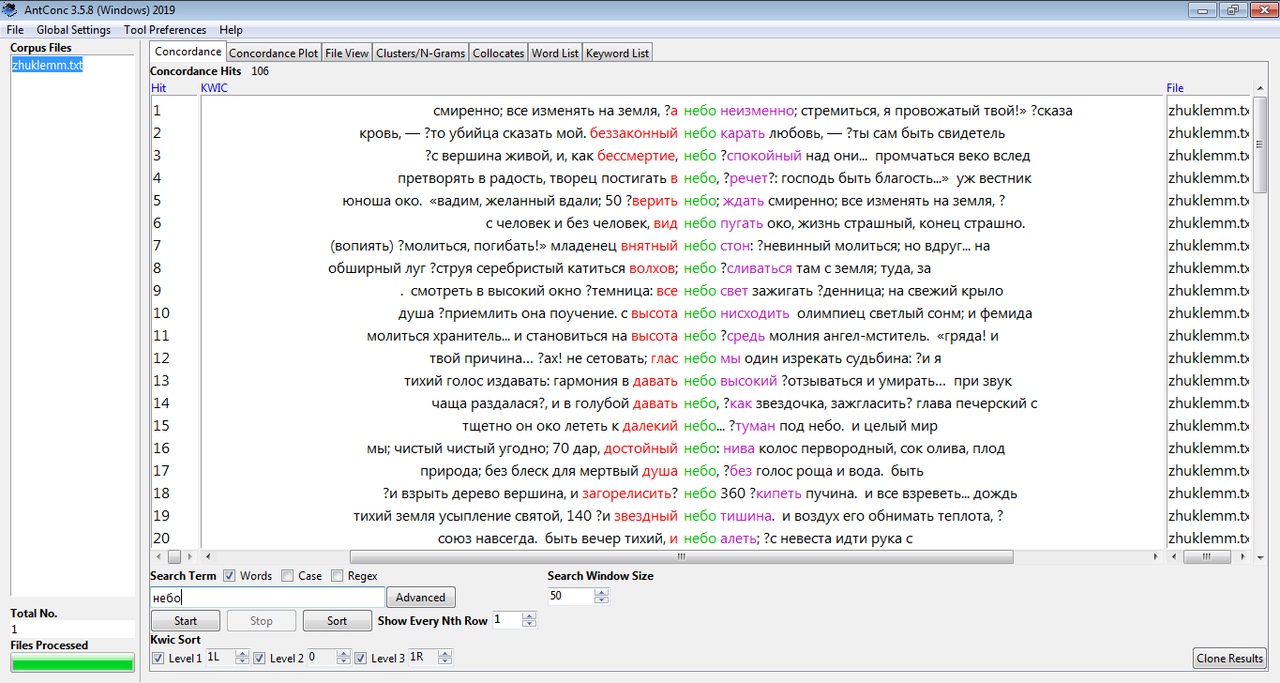 AntConc 3.5.8 (Windows) 2019
File Global Settings Tool Preferences Help
Corpus Files
zhuklemm.txt
Concordance Concordance Plot File View Clusters/N-Grams Collocates Word List Keyword List
Concordance Hits 106
Hit KWIC File
1 смиренно; все изменять на земля, ?а небо неизменно; стремиться, я провожатый твой!» ?сказа zhuklemm.tx
2 кровь, — ?то убийца сказать мой. беззаконный небо карать любовь, — ?ты сам быть свидетель zhuklemm.tx
3 ?с вершина живой, и, как бессмертие, небо ?спокойный над они... промчаться веко вслед zhuklemm.tx
4 претворять в радость, творец постигать в небо, ?речет?: господь быть благость...» уж вестник zhuklemm.tx
5 юноша око. «вадим, желанный вдали; 50 ?верить небо; ждать смиренно; все изменять на земля, ? zhuklemm.tx
6 с человек и без человек, вид небо пугать око, жизнь страшный, конец страшно. zhuklemm.tx
7 (вопиять) ?молиться, погибать!» младенец внятный небо стон: ?невинный молиться; но вдруг... на zhuklemm.tx
8 обширный луг ?струя серебристый катиться волхов; небо ?сливаться там с земля; туда, за zhuklemm.tx
9 . смотреть в высокий окно ?темница: все небо свет зажигать ?денница; на свежий крыло zhuklemm.tx
10 душа ?приемлить она поучение. с высота небо нисходить олимпиец светлый сонм; и фемида zhuklemm.tx
11 молиться хранитель... и становиться на высота небо ?средь молния ангел-мститель. «гряда! и zhuklemm.tx
12 твой причина... ?ах! не сетовать; глас небо мы один изрекать судьбина: ?и я zhuklemm.tx
13 тихий голос издавать: гармония в давать небо высокий ?отзываться и умирать... при звук zhuklemm.tx
14 чаща раздалася?, и в голубой давать небо, ?как звездочка, зажгласить? глава печерский с zhuklemm.tx
15 тщетно он око лететь к далекий небо... ?туман под небо. и целый мир zhuklemm.tx
16 мы; чистый чистый угодно; 70 дар, достойный небо: нива колос первородный, сок олива, плод zhuklemm.tx
17 природа; без блеск для мертвый душа небо, ?без голос роща и вода. быть zhuklemm.tx
18 ?и взрыть дерево вершина, и загорелисить? небо 360 ?кипеть пучина. и все взреветь... дождь zhuklemm.tx
19 тихий земля усыпление святой, 140 ?и звездный небо тишина. и воздух его обнимать теплота, ? zhuklemm.tx
20 союз навсегда. быть вечер тихий, и небо алеть; ?с невеста идти рука с zhuklemm.tx
Search Term Words Case Regex Search Window Size
небо Advanced 50
Start Stop Sort Show Every Nth Row 1
Kwic Sort
Level 1 1L Level 2 0 Level 3 1R Clone Results
Total No.
1
Files Processed